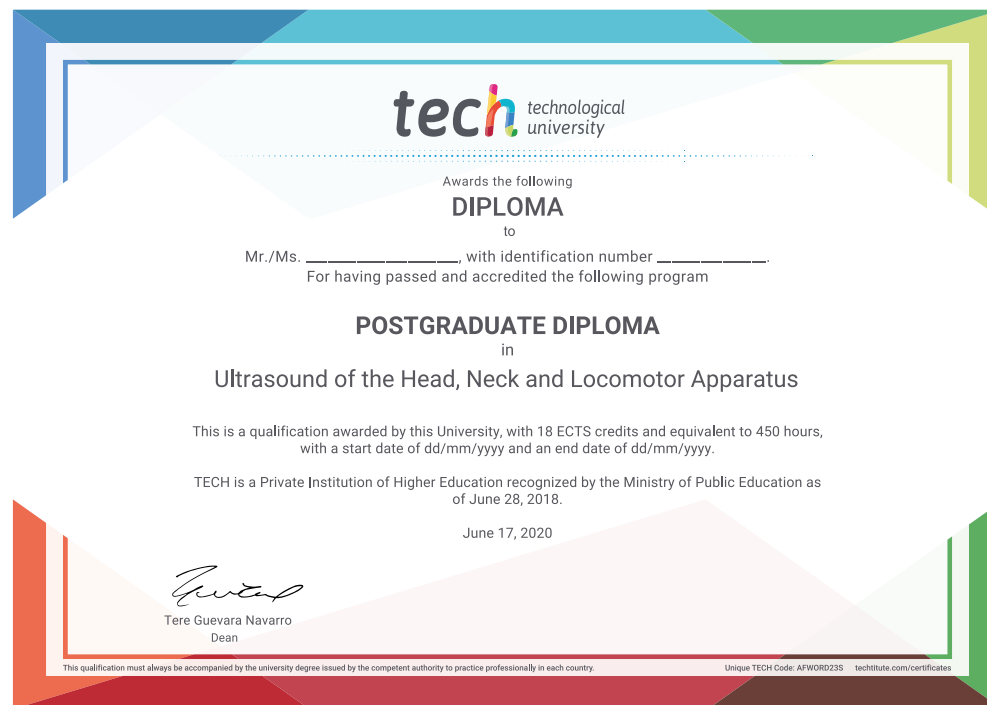 tech technological
university
Awards the following
DIPLOMA
to
Mr./Ms. ____________________, with identification number ______________.
For having passed and accredited the following program
POSTGRADUATE DIPLOMA
in
Ultrasound of the Head, Neck and Locomotor Apparatus
This is a qualification awarded by this University, with 18 ECTS credits and equivalent to 450 hours,
with a start date of dd/mm/yyyy and an end date of dd/mm/yyyy.
TECH is a Private Institution of Higher Education recognized by the Ministry of Public Education as
of June 28, 2018.
June 17, 2020
Tere Guevara Navarro
Dean
This qualification must always be accompanied by the university degree issued by the competent authority to practice professionally in each country.
Unique TECH Code: AFWORD23S techtitute.com/certificates